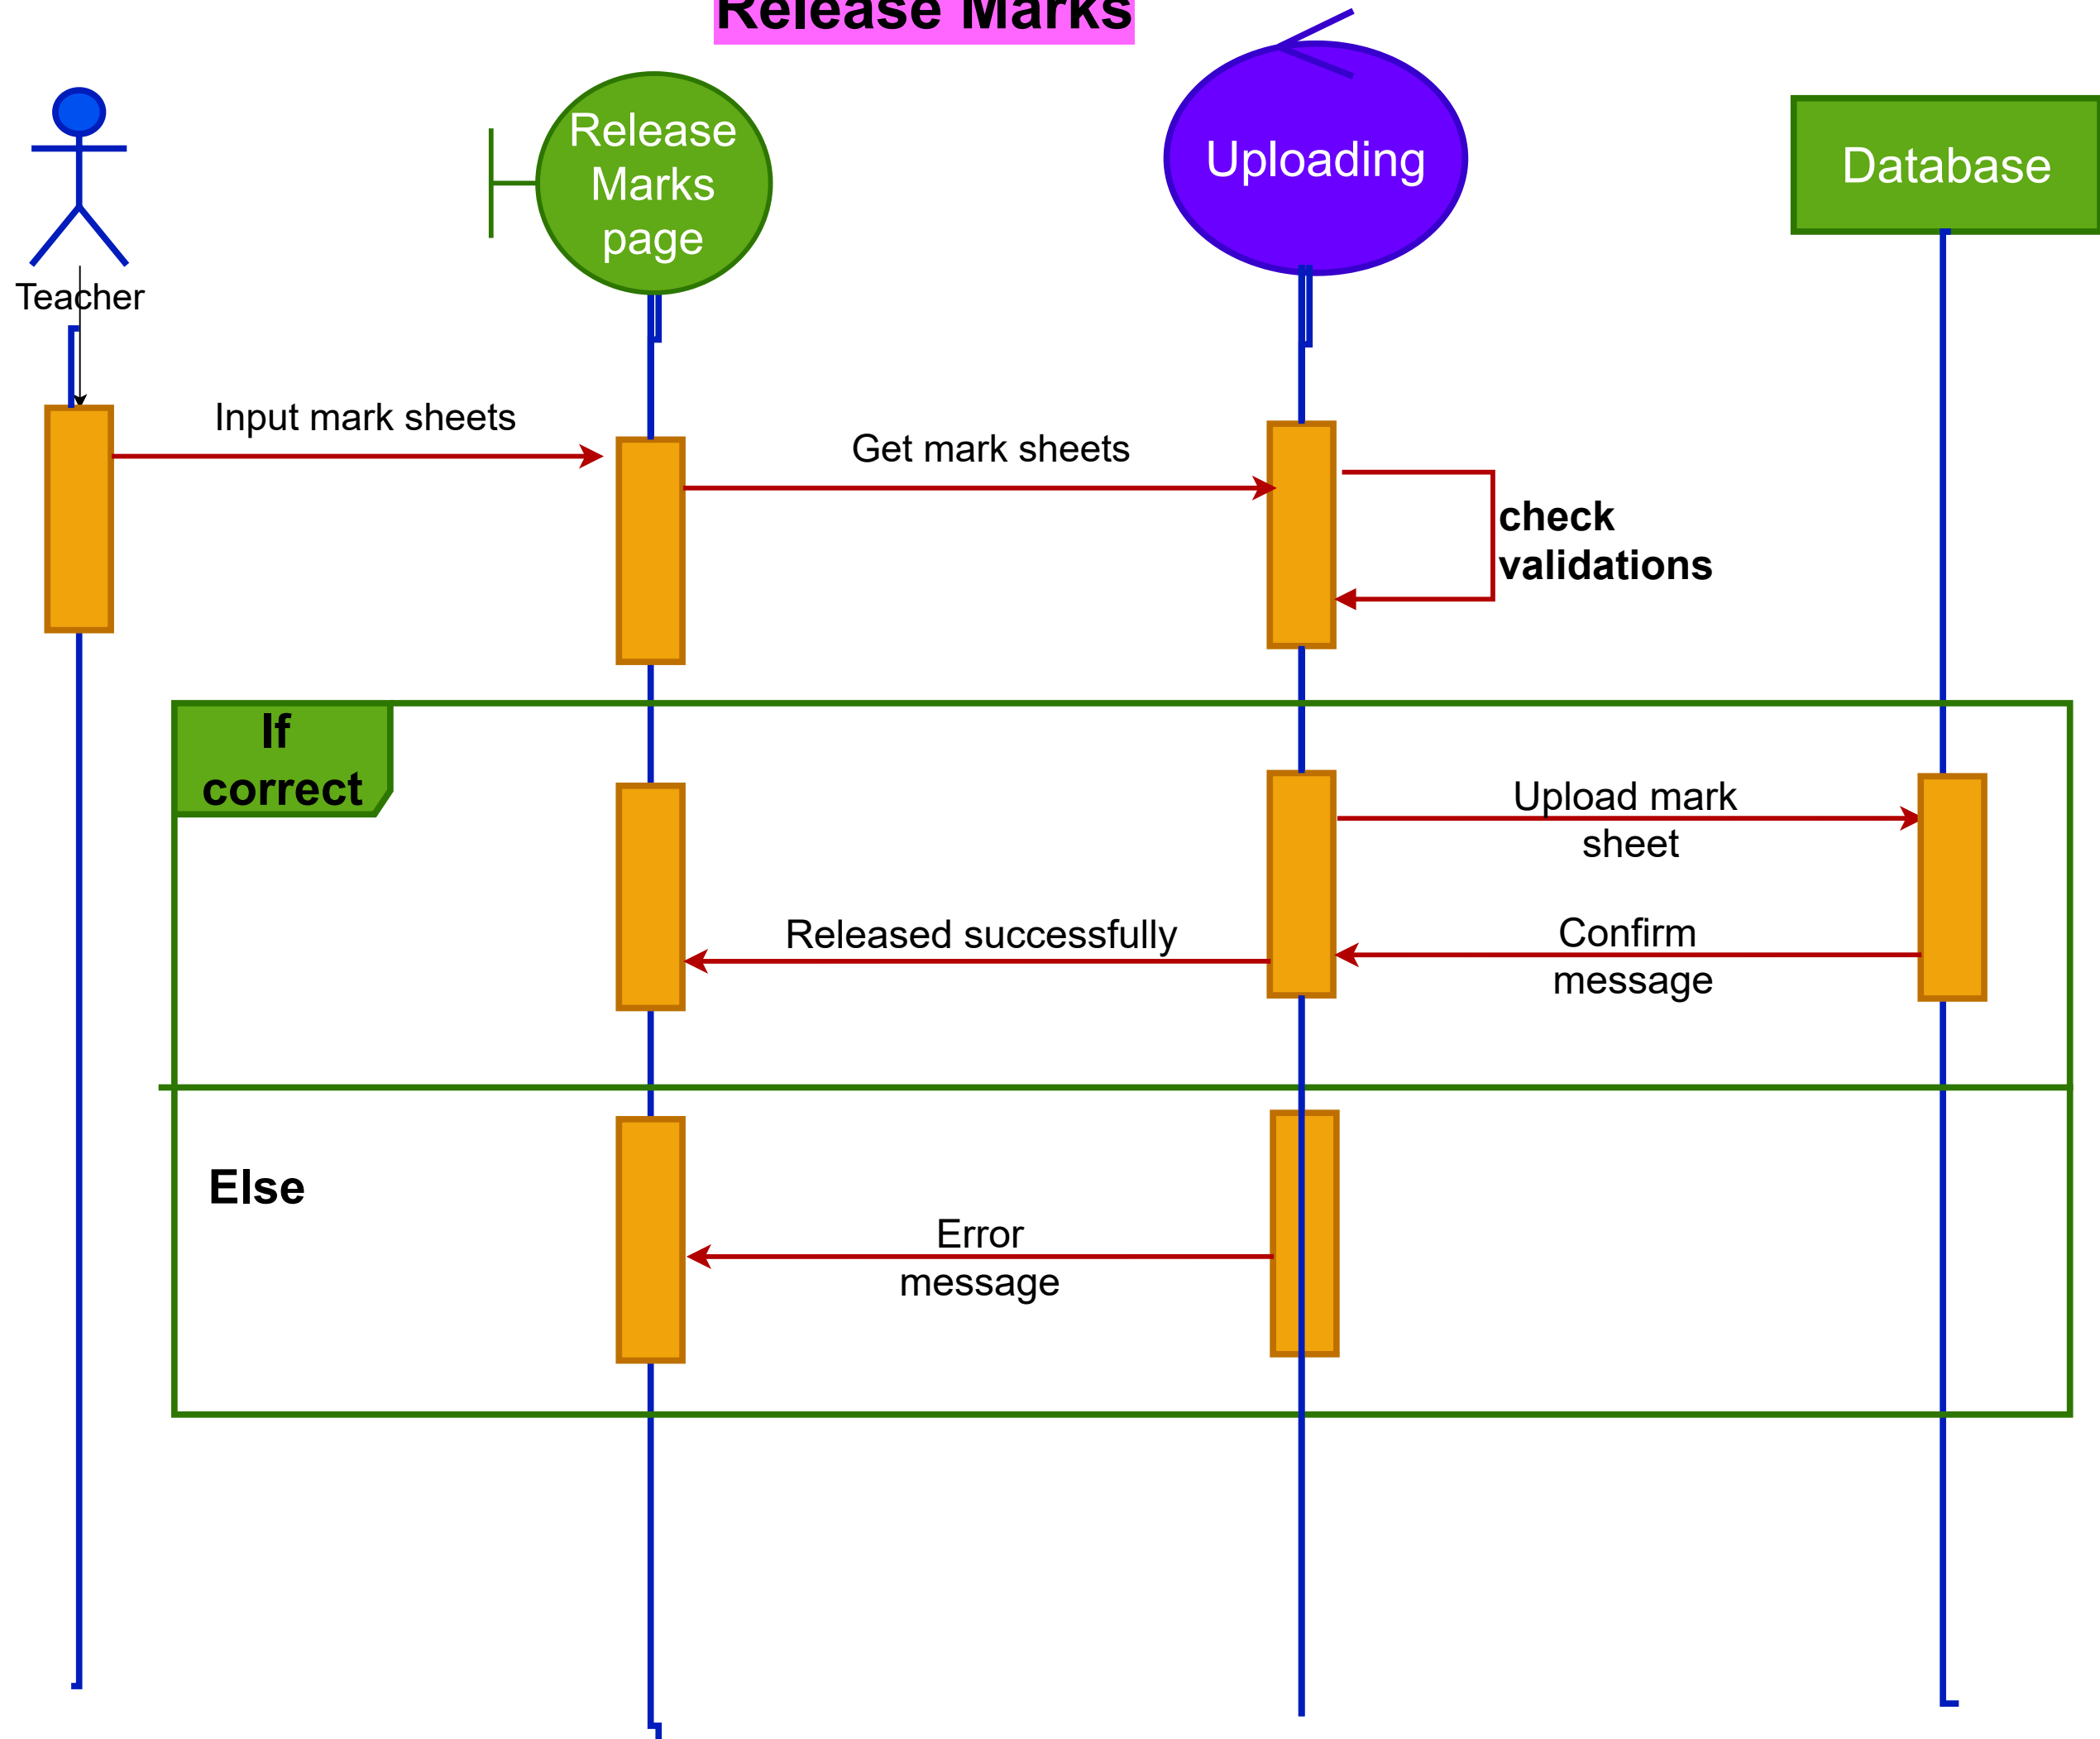 Release Marks
Release
Marks
page
Uploading
Database
Teacher
Input mark sheets
Get mark sheets
check
validations
If
correct
Upload mark
sheet
Released successfully
Confirm
message
Else
Error
message